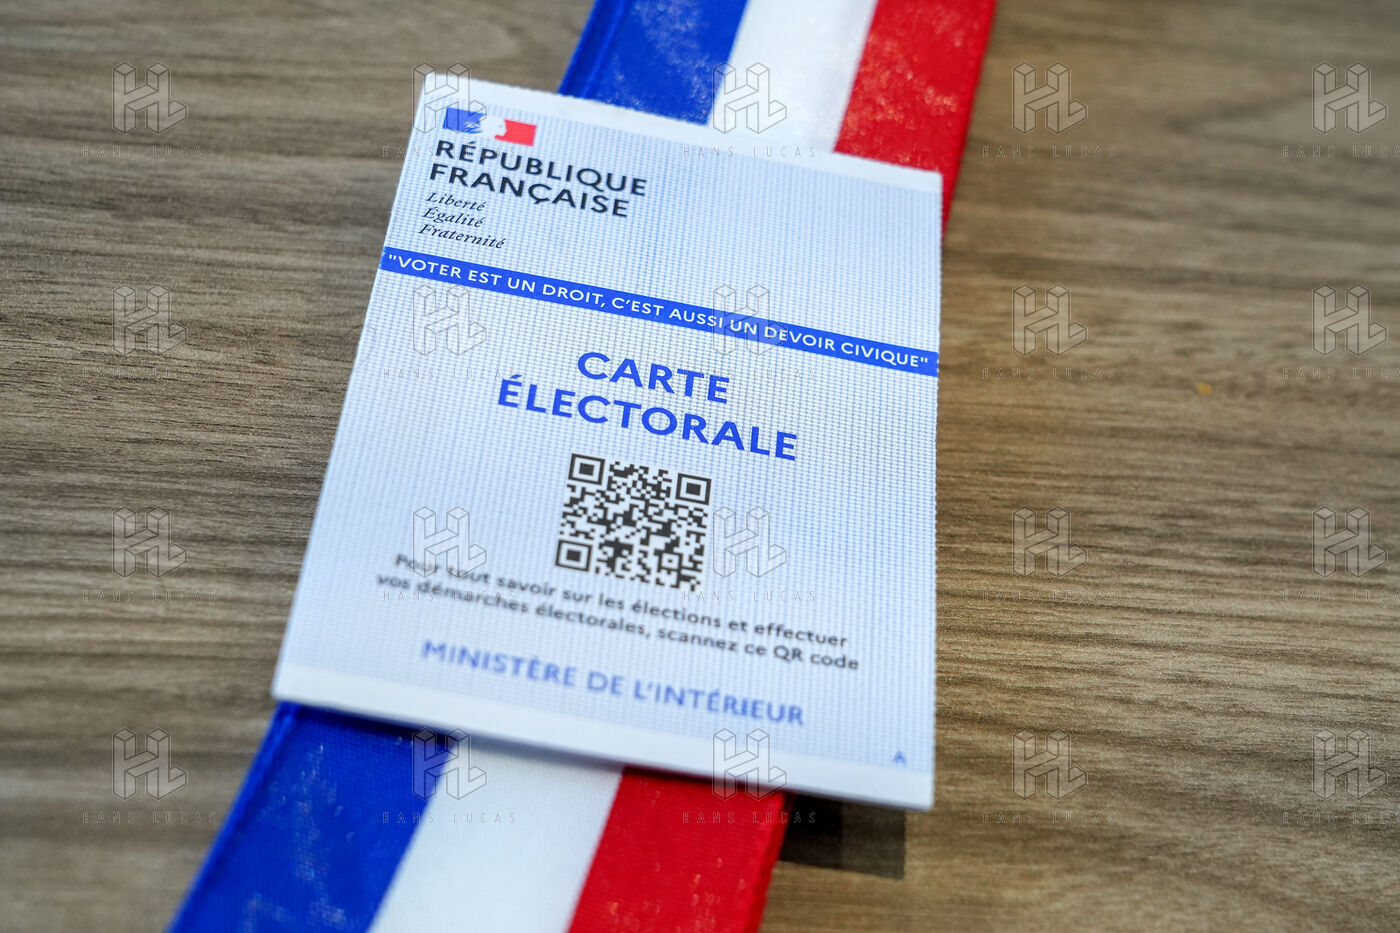 RÉPUBLIQUE
FRANÇAISE
Liberté
Égalité
Fraternité
"VOTER EST UN DROIT, C'EST AUSSI UN DEVOIR CIVIQUE"
CARTE
ÉLECTORALE
Pour tout savoir sur les élections et effectuer
vos démarches électorales, scannez ce QR code
MINISTÈRE DE L'INTÉRIEUR
A
HANS LUCAS